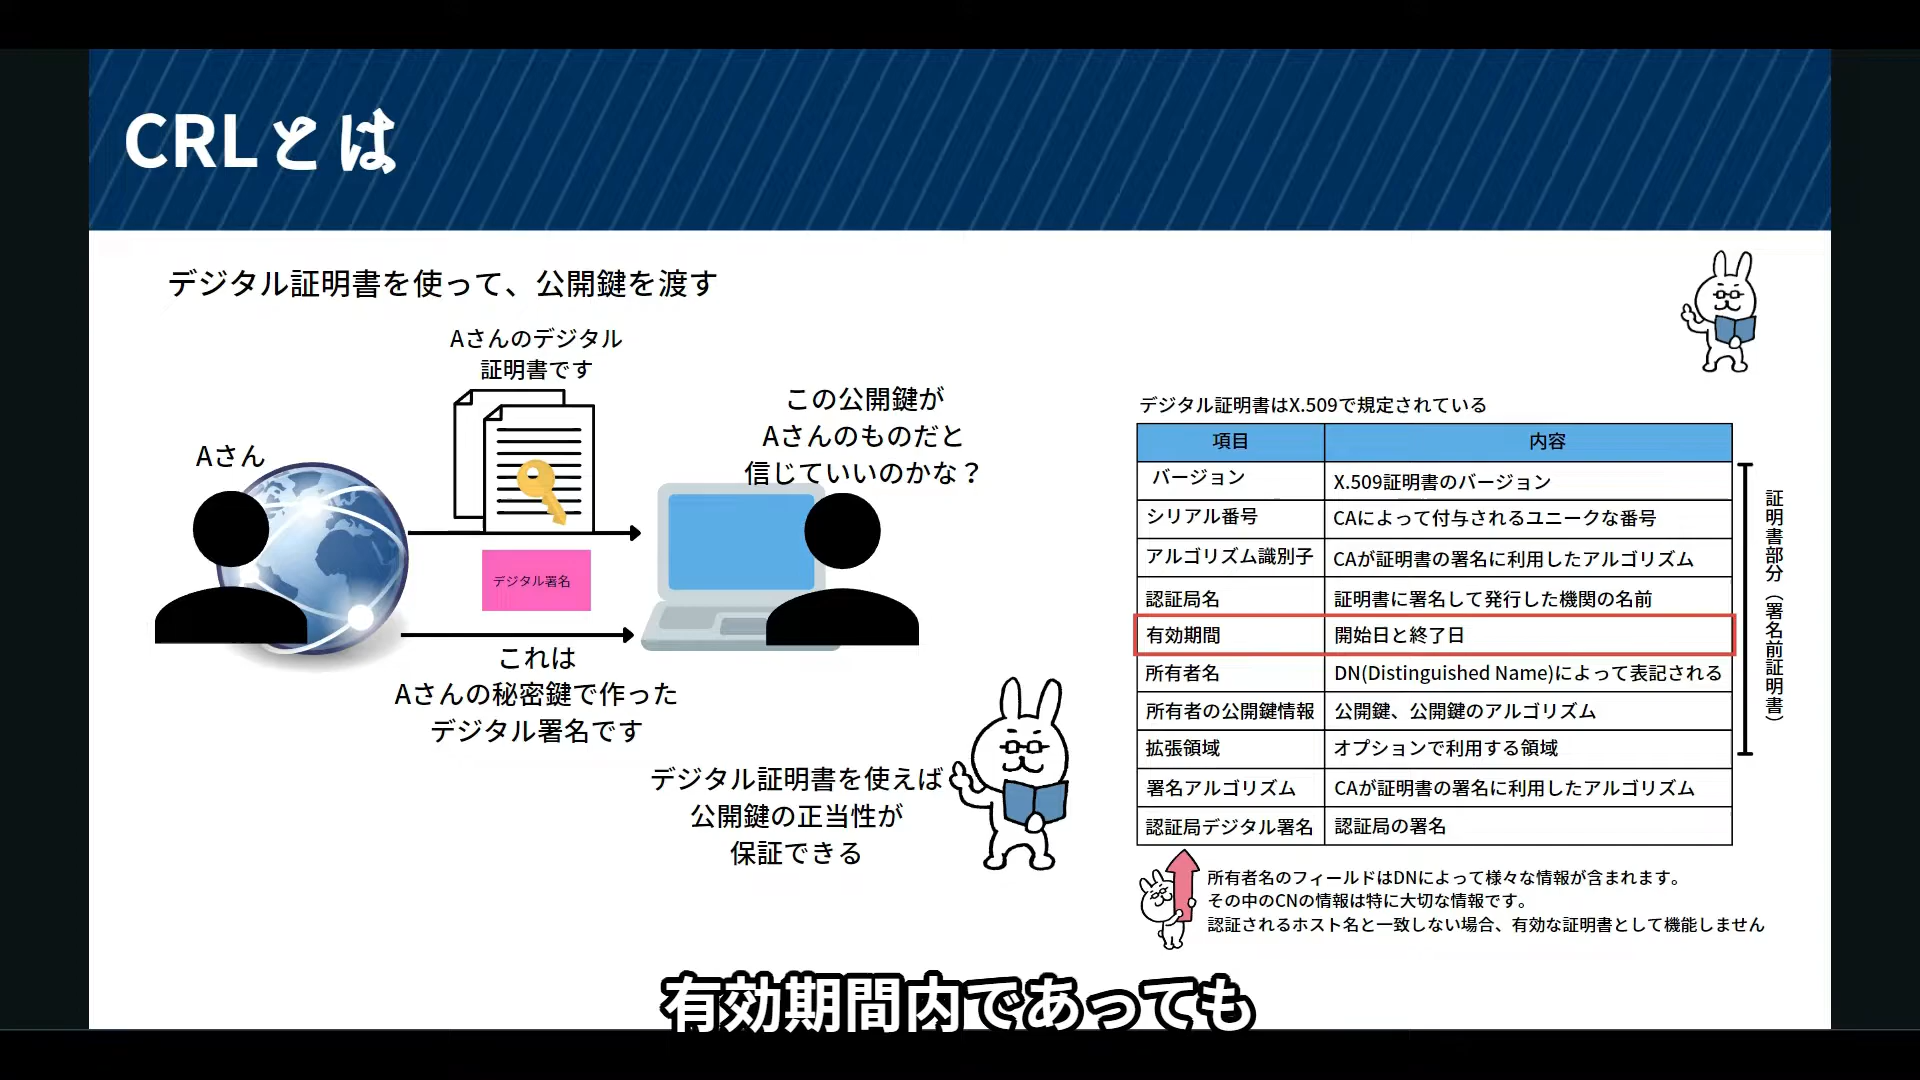 CRLとは
デジタル証明書を使って、公開鍵を渡す
Aさんのデジタル
証明書です
Aさん
この公開鍵が
Aさんのものだと
信じていいのかな？
デジタル署名
これは
Aさんの秘密鍵で作った
デジタル署名です
デジタル証明書を使えば
公開鍵の正当性が
保証できる
デジタル証明書はX.509で規定されている
項目 内容
バージョン X.509証明書のバージョン
シリアル番号 CAによって付与されるユニークな番号
アルゴリズム識別子 CAが証明書の署名に利用したアルゴリズム
認証局名 証明書に署名して発行した機関の名前
有効期間 開始日と終了日
所有者名 DN(Distinguished Name)によって表記される
所有者の公開鍵情報 公開鍵、公開鍵のアルゴリズム
拡張領域 オプションで利用する領域
署名アルゴリズム CAが証明書の署名に利用したアルゴリズム
認証局デジタル署名 認証局の署名
証明書部分（署名前証明書）
所有者名のフィールドはDNによって様々な情報が含まれます。
その中のCNの情報は特に大切な情報です。
認証されるホスト名と一致しない場合、有効な証明書として機能しません
有効期間内であっても